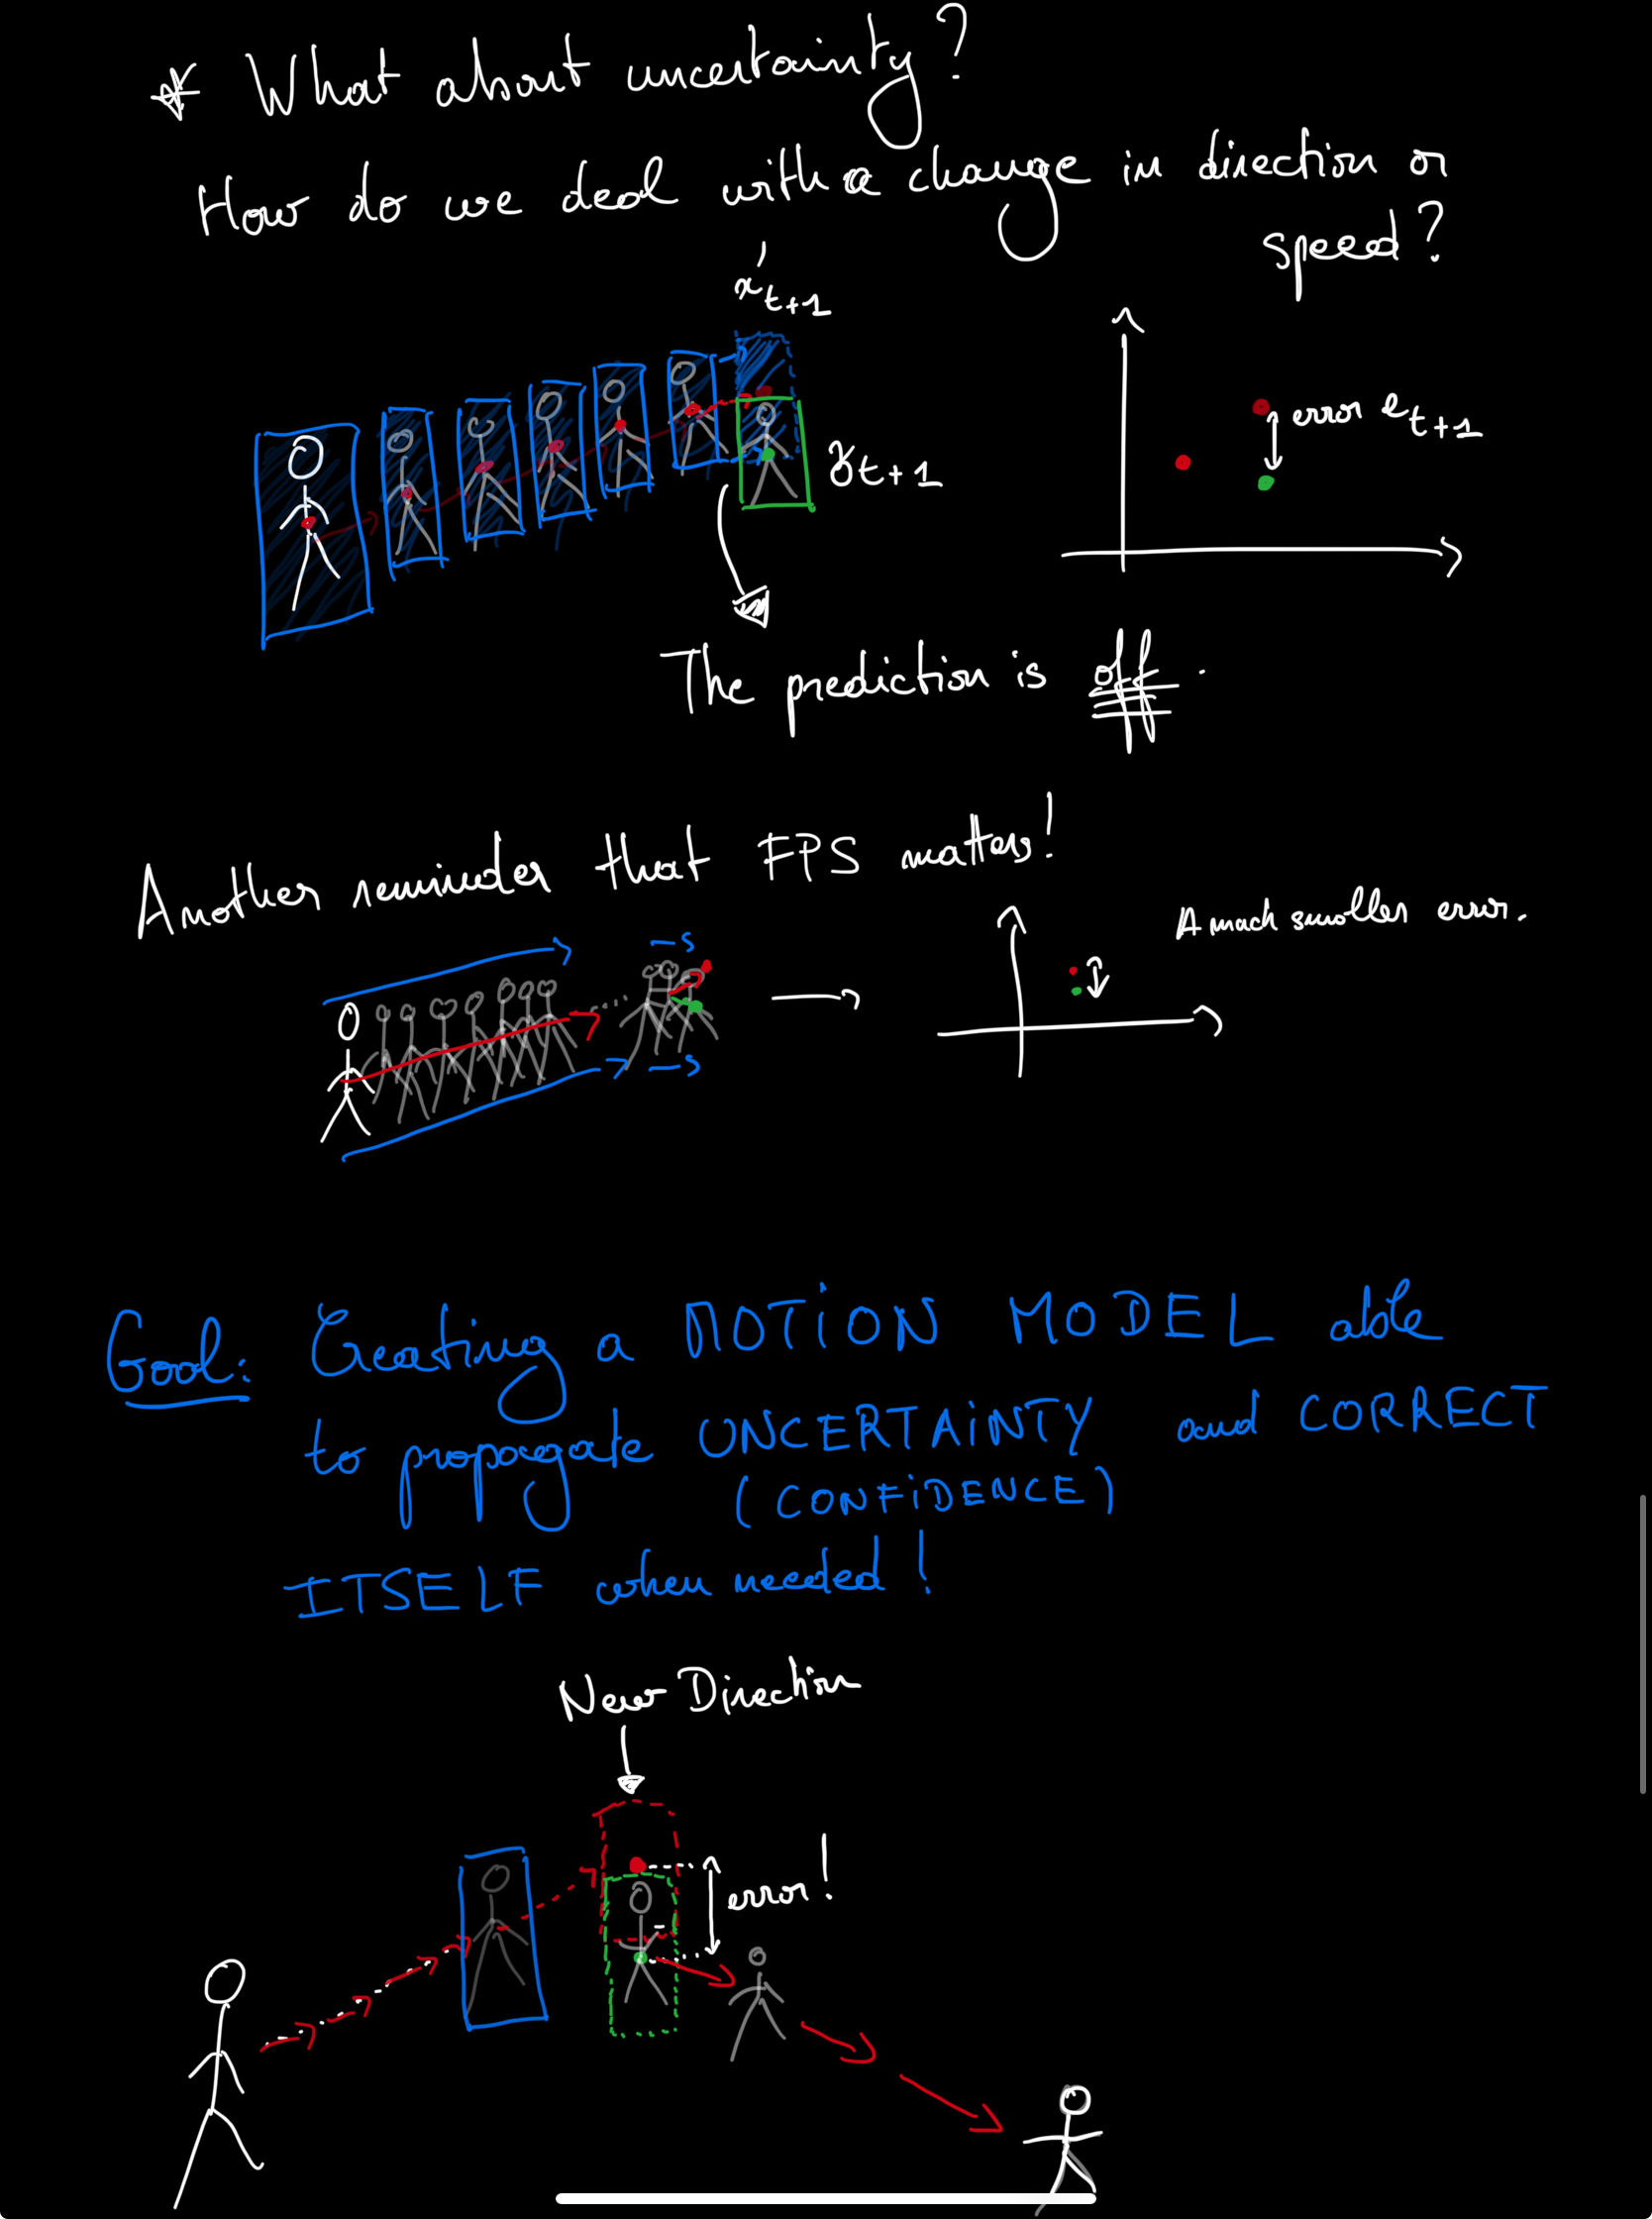 * What about uncertainty?
How do we deal with a change in direction or
speed?
x't+1
error et+1
zt+1
The prediction is off.
Another reminder that FPS matters!
A much smaller error.
Goal: Creating a MOTION MODEL able
to propagate UNCERTAINTY and CORRECT
(CONFIDENCE)
ITSELF when needed!
New Direction
error!